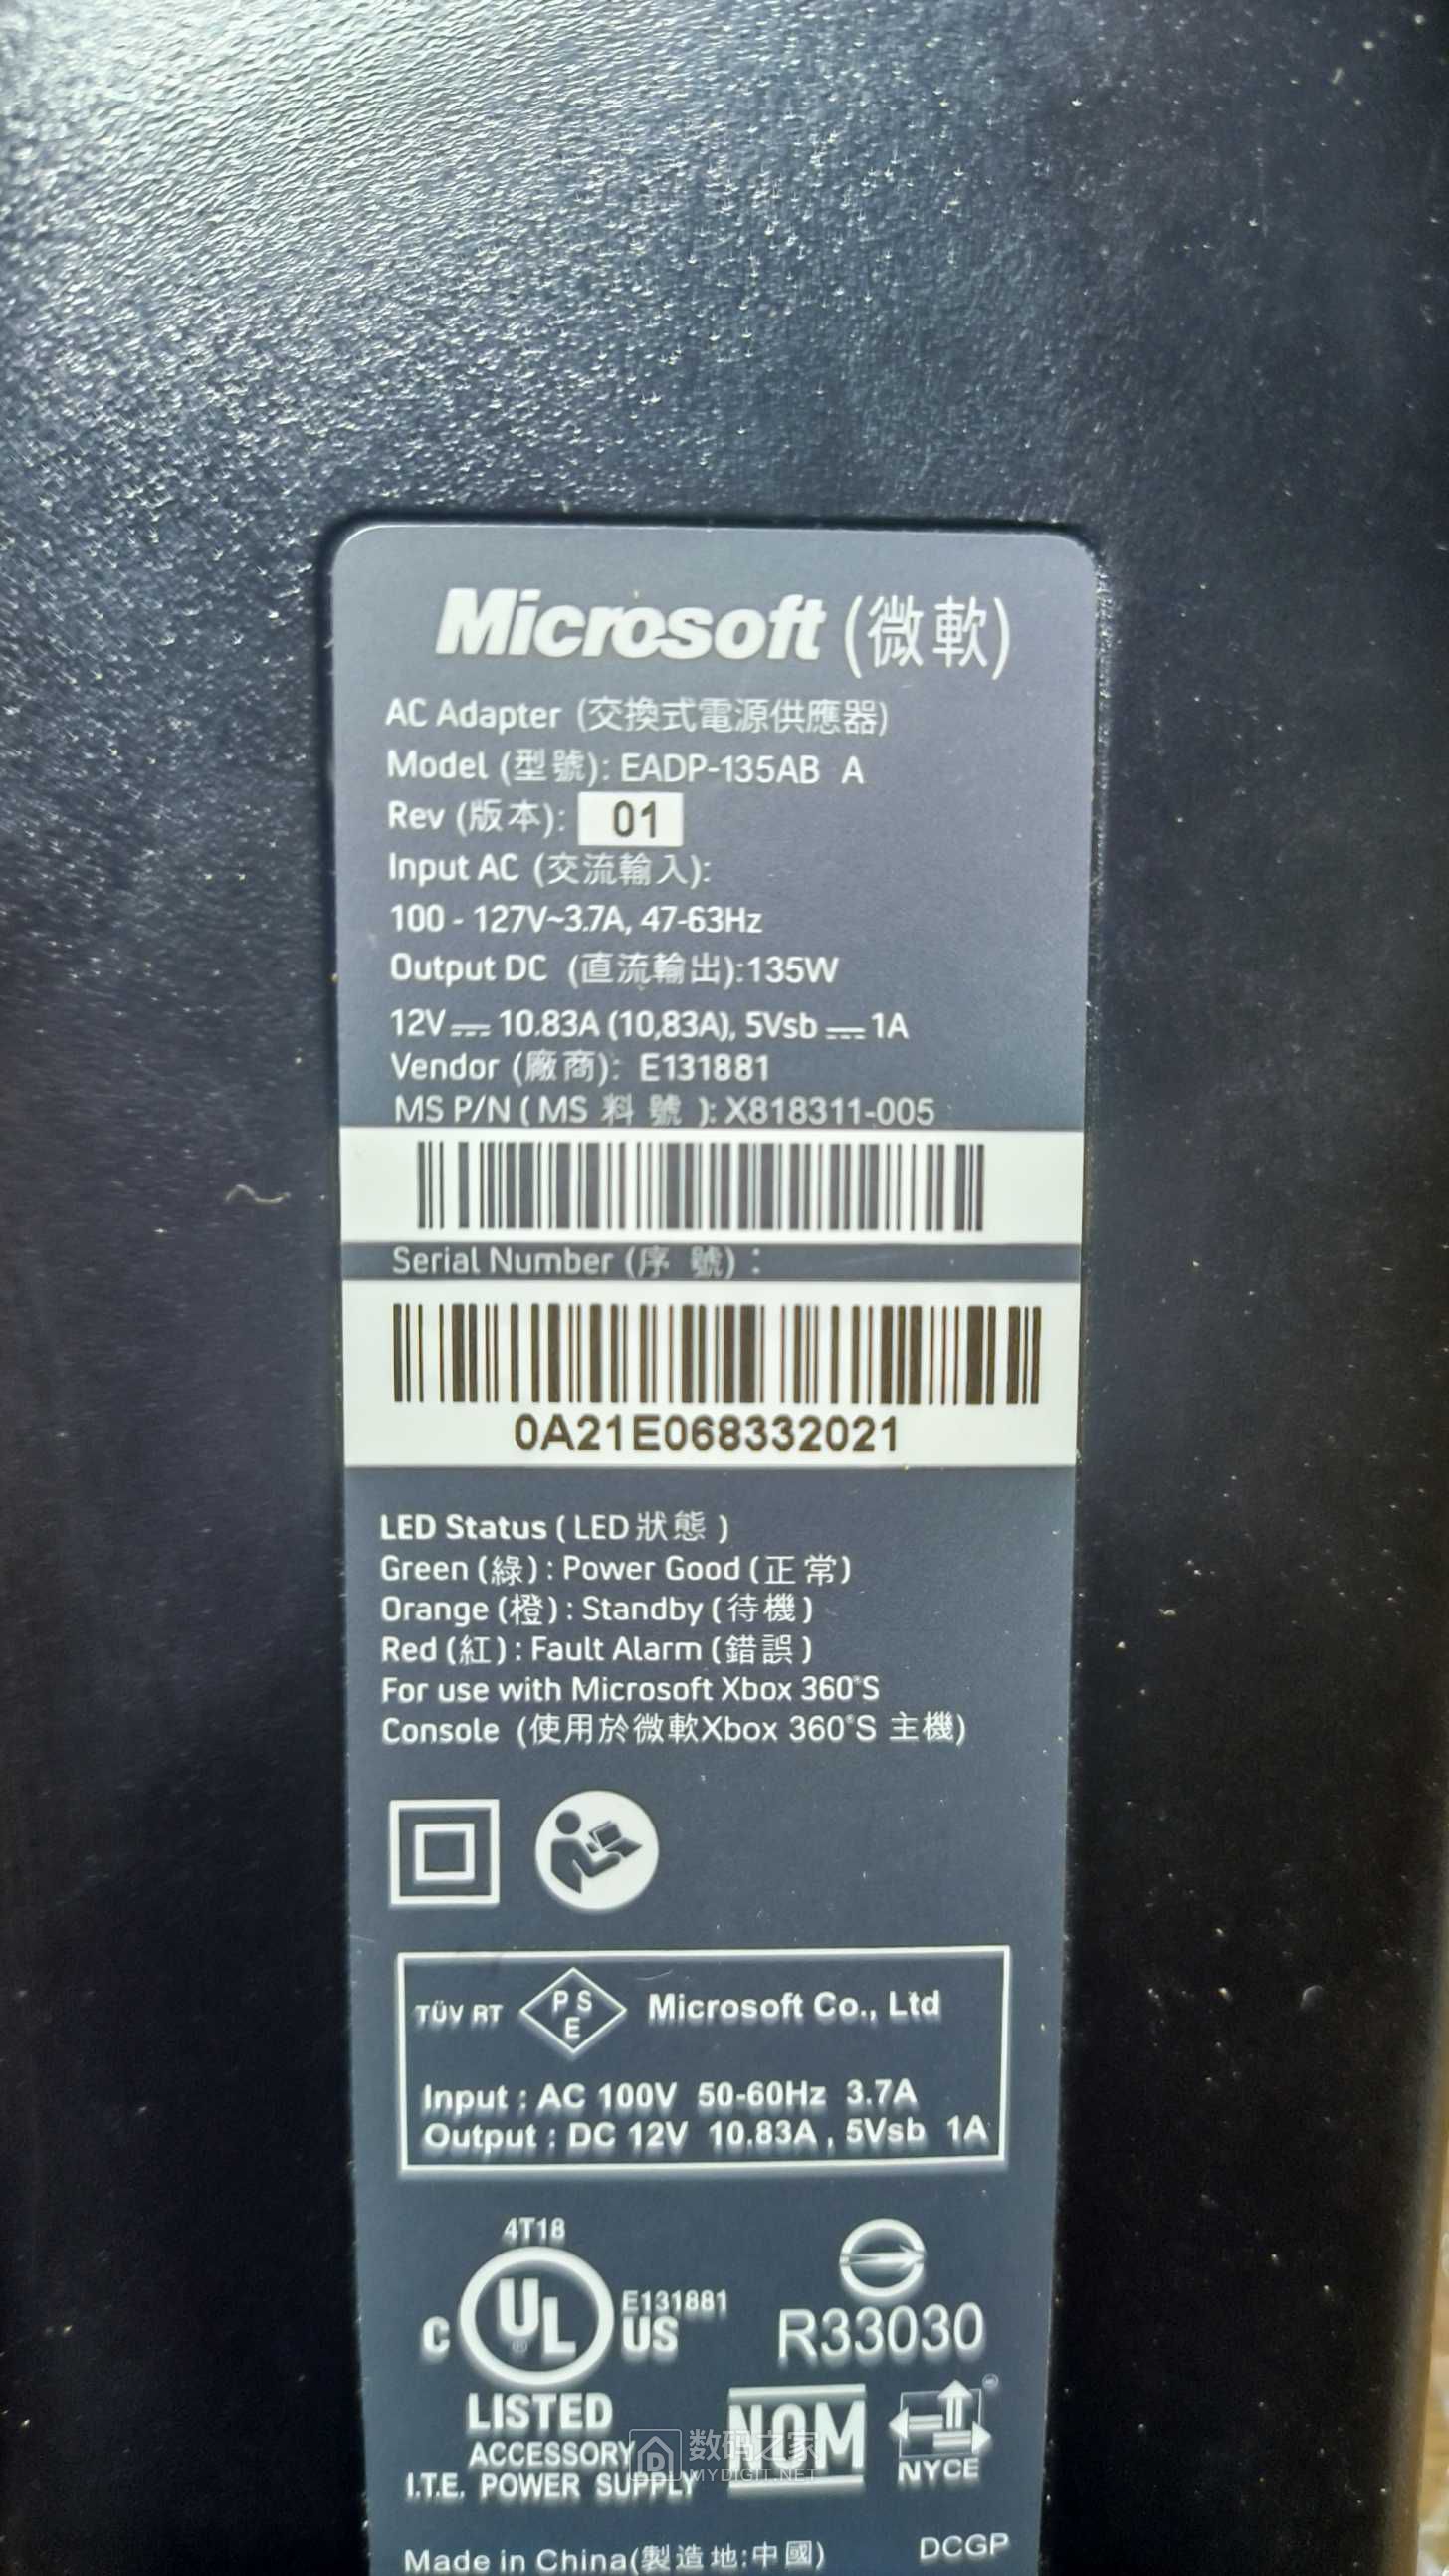 Microsoft (微軟)
AC Adapter (交換式電源供應器)
Model (型號): EADP-135AB A
Rev (版本): 01
Input AC (交流輸入):
100 - 127V~3.7A, 47-63Hz
Output DC (直流輸出):135W
12V⎓ 10.83A (10,83A), 5Vsb ⎓ 1A
Vendor (廠商): E131881
MS P/N ( MS 料 號 ): X818311-005
Serial Number (序 號) :
0A21E068332021
LED Status ( LED狀態 )
Green (綠) : Power Good (正 常)
Orange (橙) : Standby (待機 )
Red (紅) : Fault Alarm (錯誤 )
For use with Microsoft Xbox 360®S
Console (使用於微軟Xbox 360®S 主機)
TÜV RT PSE Microsoft Co., Ltd
Input : AC 100V 50-60Hz 3.7A
Output : DC 12V 10.83A , 5Vsb 1A
4T18
C UL® US E131881
R33030
LISTED
ACCESSORY
I.T.E. POWER SUPPLY
NOM
NYCE
数码之家
MYDIGIT.NET
Made in China(製造地:中國)
DCGP